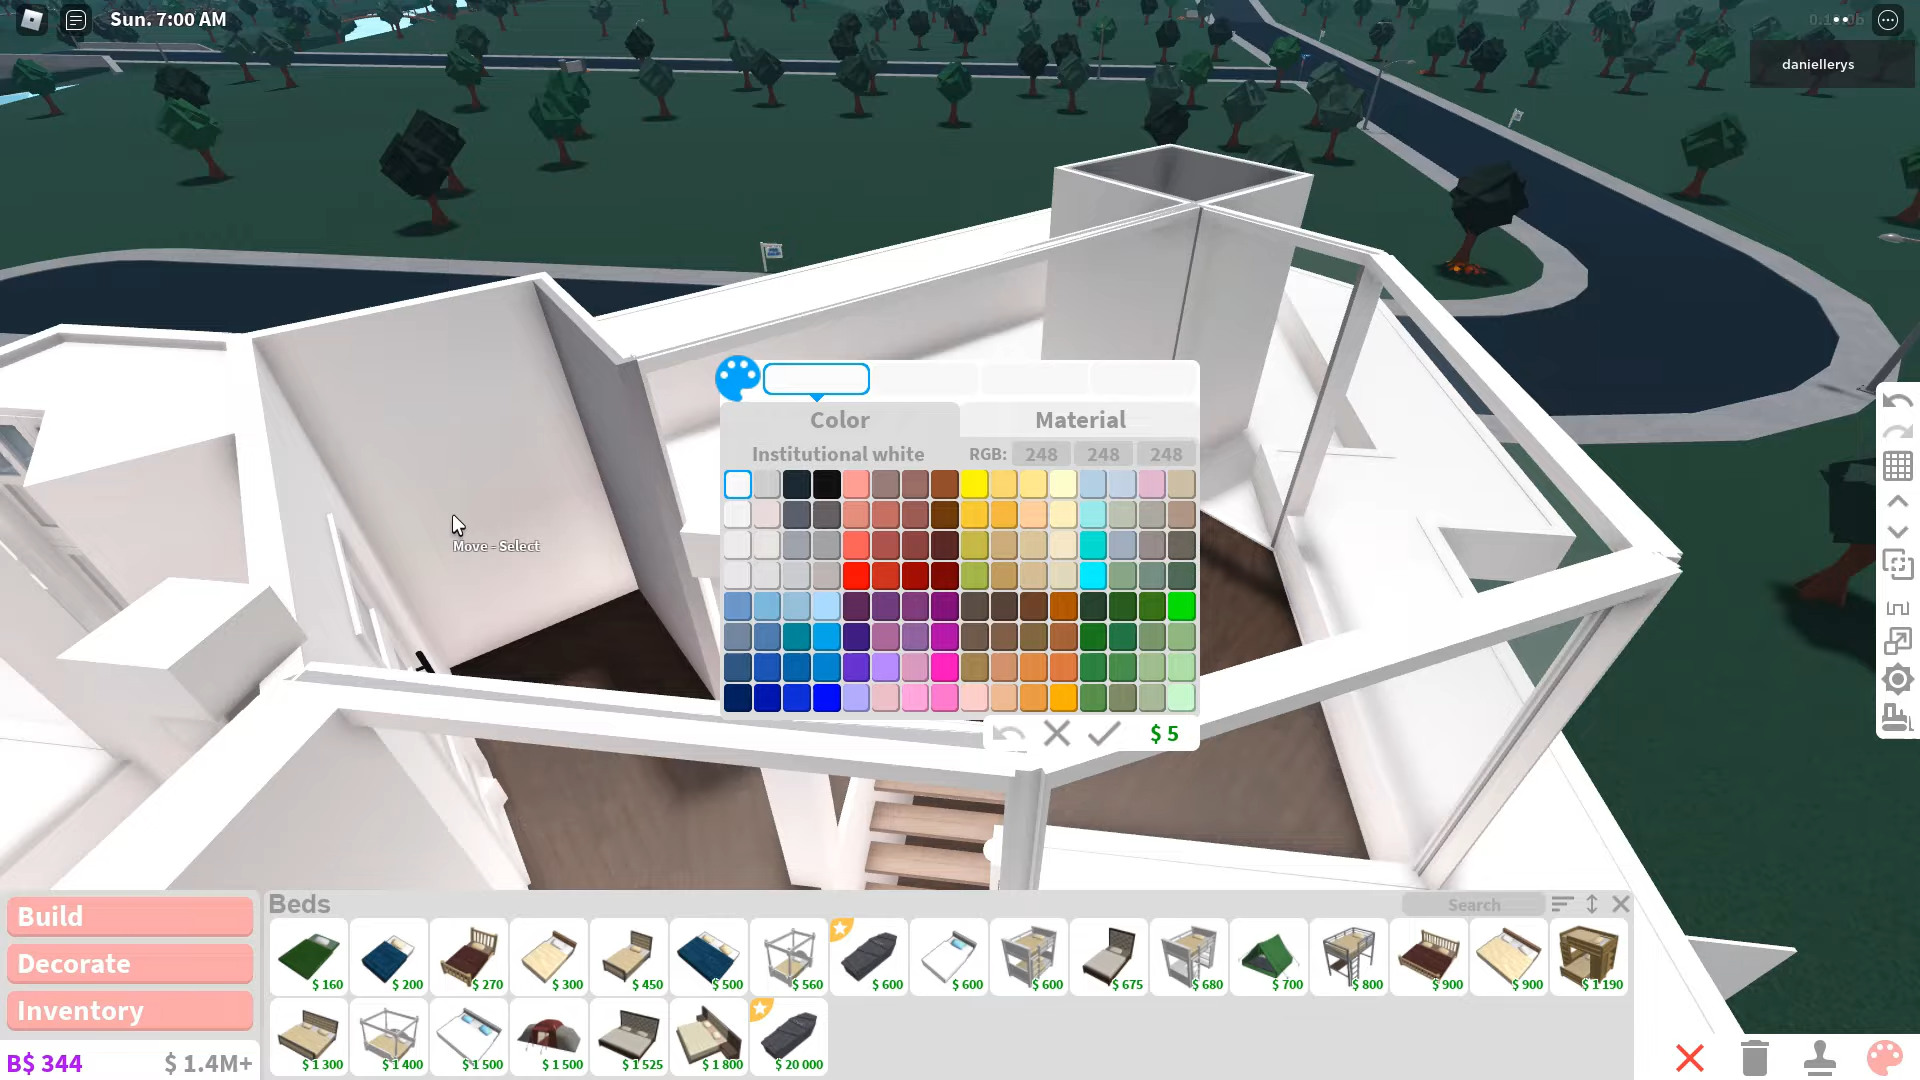 Sun. 7:00 AM
daniellerys
Color
Material
Institutional white
RGB: 248 248 248
Move - Select
$ 5
Build
Decorate
Inventory
B$ 344
$ 1.4M+
Beds
Search
$ 160
$ 200
$ 270
$ 300
$ 450
$ 500
$ 560
$ 600
$ 600
$ 600
$ 675
$ 680
$ 700
$ 800
$ 900
$ 900
$ 1 190
$ 1 300
$ 1 400
$ 1 500
$ 1 500
$ 1 525
$ 1 800
$ 20 000